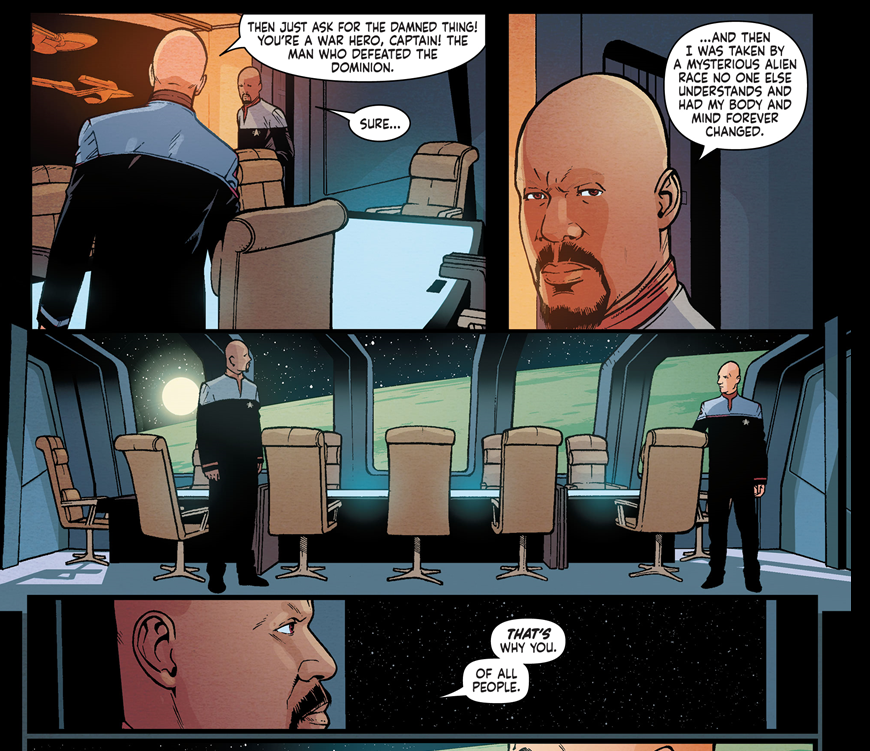 THEN JUST ASK FOR THE DAMNED THING!
YOU'RE A WAR HERO, CAPTAIN! THE
MAN WHO DEFEATED THE
DOMINION.
SURE...
...AND THEN
I WAS TAKEN BY
A MYSTERIOUS ALIEN
RACE NO ONE ELSE
UNDERSTANDS AND
HAD MY BODY AND
MIND FOREVER
CHANGED.
THAT'S
WHY YOU.
OF ALL
PEOPLE.